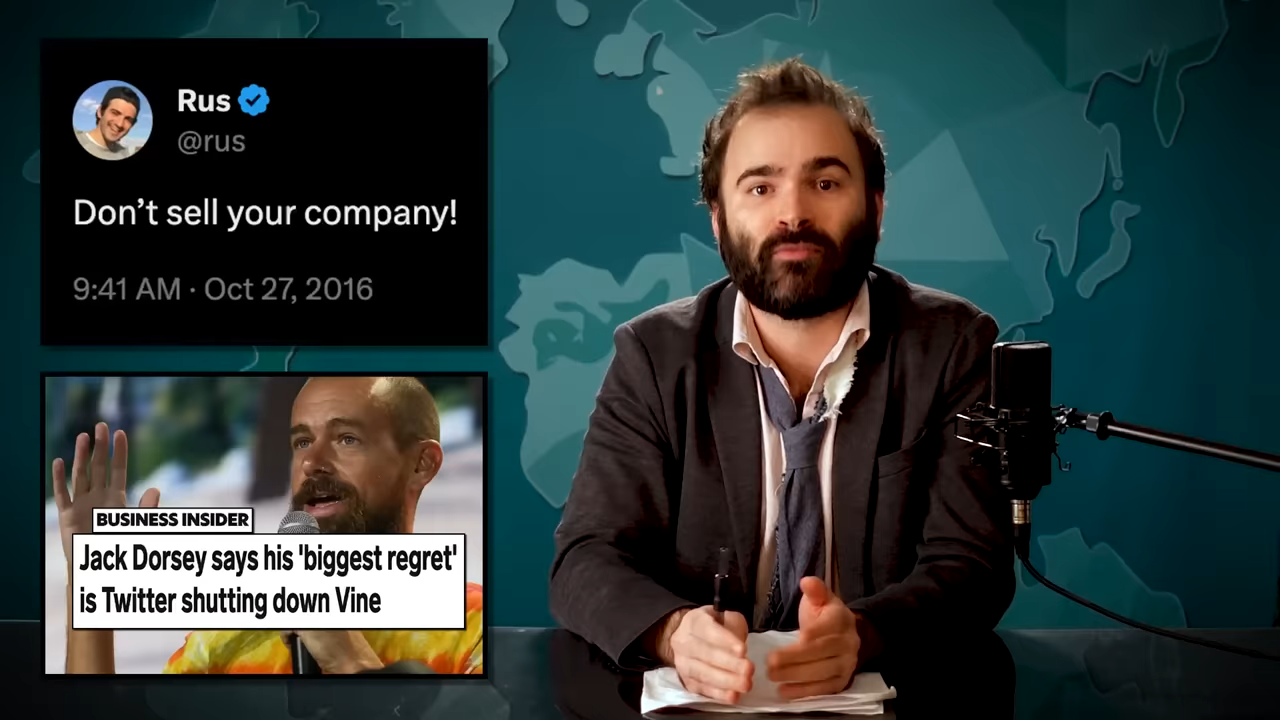 Rus
@rus
Don’t sell your company!
9:41 AM · Oct 27, 2016
BUSINESS INSIDER
Jack Dorsey says his 'biggest regret'
is Twitter shutting down Vine